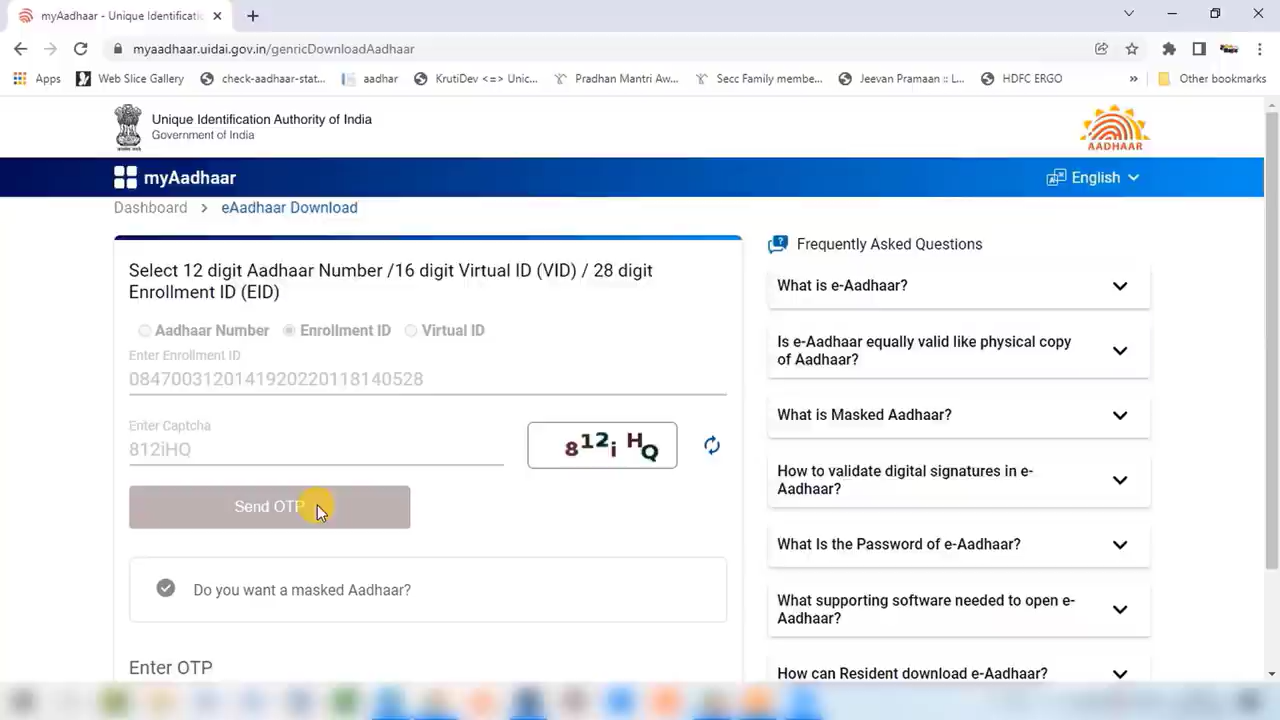 myAadhaar - Unique Identificati
myaadhaar.uidai.gov.in/genricDownloadAadhaar
Apps
Web Slice Gallery
check-aadhaar-stat...
aadhar
KrutiDev <=> Unic...
Pradhan Mantri Aw...
Secc Family membe...
Jeevan Pramaan :: L...
HDFC ERGO
»
Other bookmarks
Unique Identification Authority of India
Government of India
AADHAAR
myAadhaar
English
Dashboard > eAadhaar Download
Select 12 digit Aadhaar Number /16 digit Virtual ID (VID) / 28 digit
Enrollment ID (EID)
Aadhaar Number Enrollment ID Virtual ID
Enter Enrollment ID
0847003120141920220118140528
Enter Captcha
812iHQ
812i HQ
Send OTP
Do you want a masked Aadhaar?
Enter OTP
Frequently Asked Questions
What is e-Aadhaar?
Is e-Aadhaar equally valid like physical copy
of Aadhaar?
What is Masked Aadhaar?
How to validate digital signatures in e-
Aadhaar?
What Is the Password of e-Aadhaar?
What supporting software needed to open e-
Aadhaar?
How can Resident download e-Aadhaar?